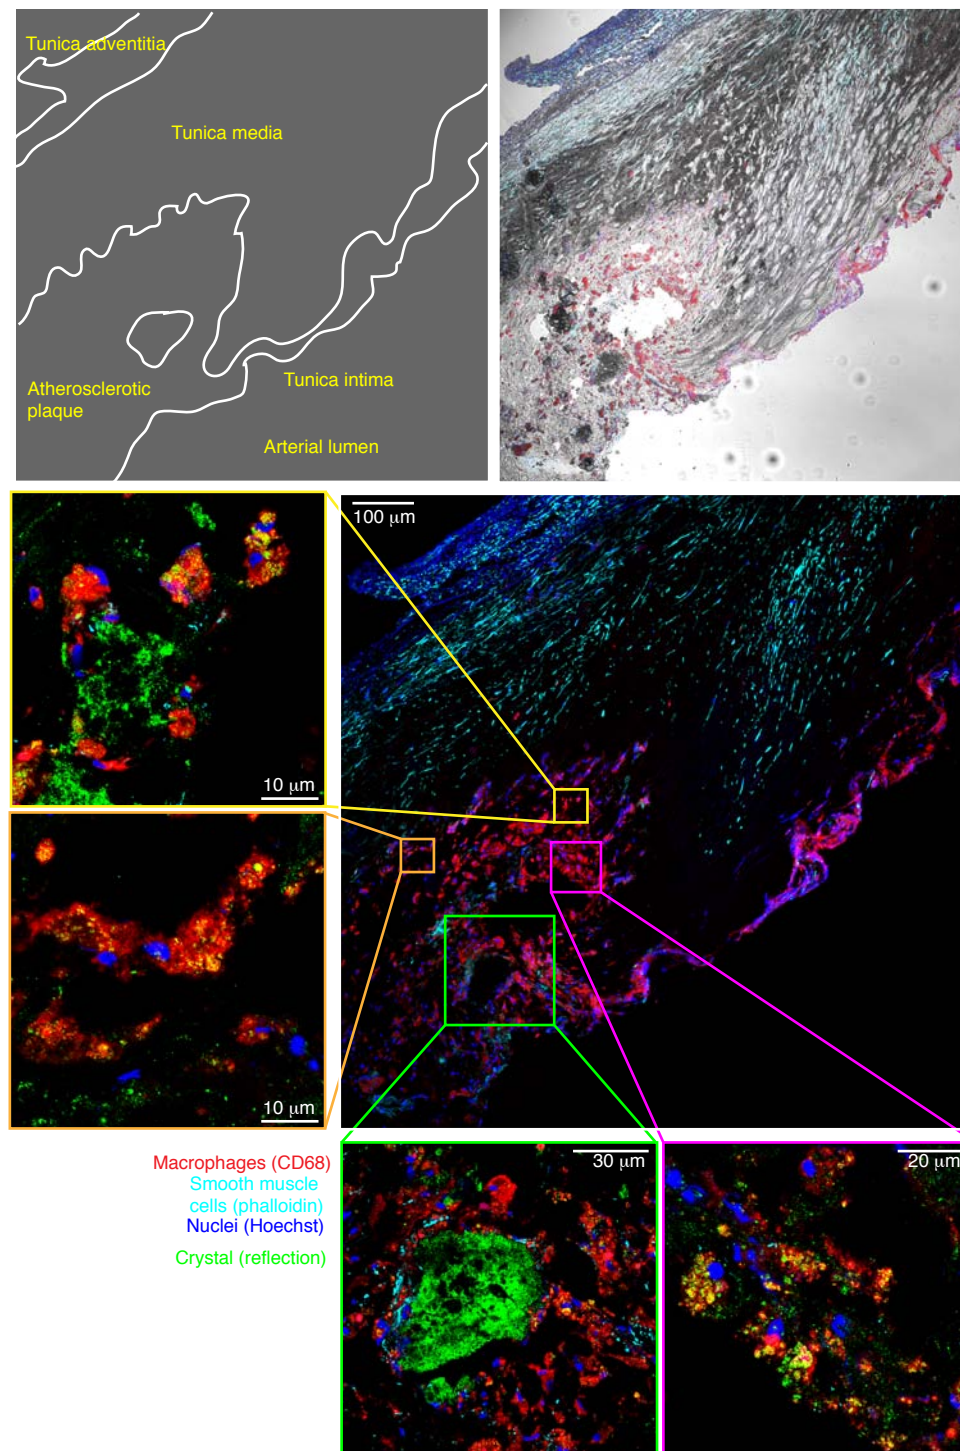 Tunica adventitia
Tunica media
Atherosclerotic
plaque
Tunica intima
Arterial lumen
100 μm
10 μm
10 μm
Macrophages (CD68)
Smooth muscle
cells (phalloidin)
Nuclei (Hoechst)
Crystal (reflection)
30 μm
20 μm